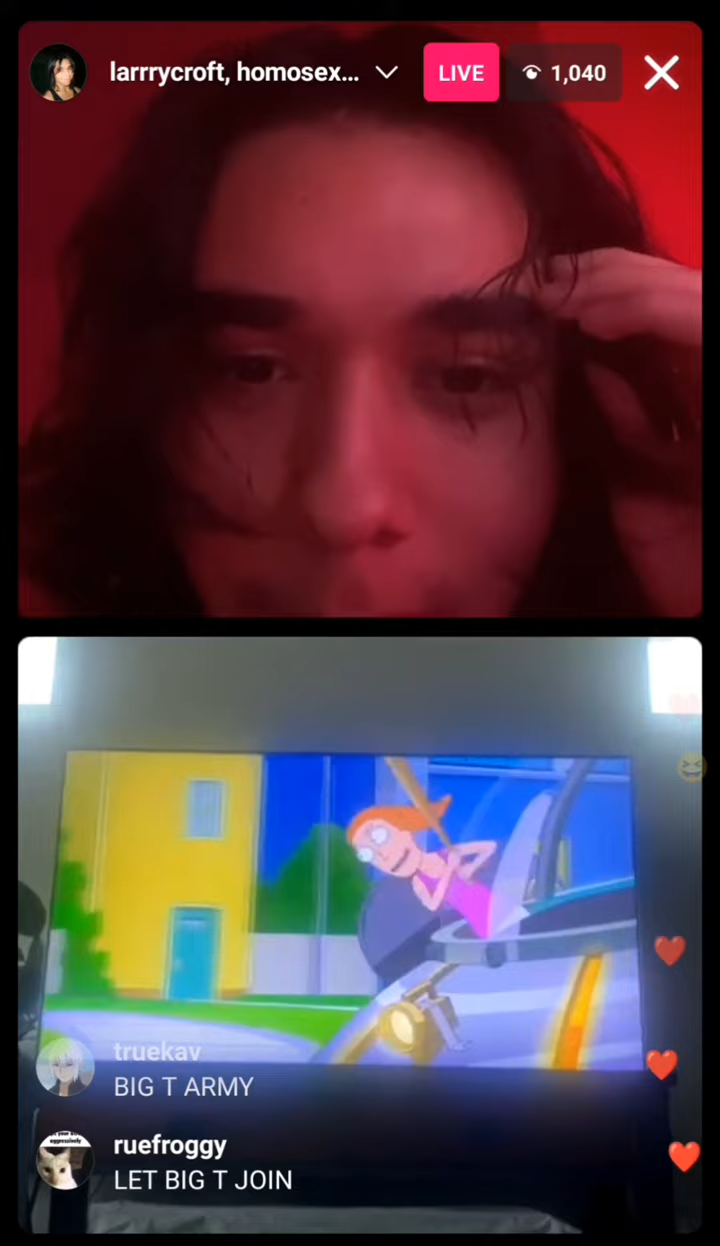 larrrycroft, homosex...
LIVE
1,040
truekav
BIG T ARMY
ruefroggy
LET BIG T JOIN